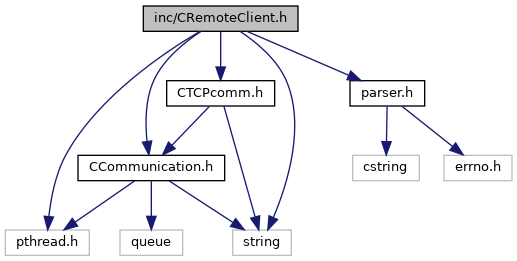 inc/CRemoteClient.h
CTCPcomm.h
parser.h
CCommunication.h
cstring
errno.h
pthread.h
queue
string